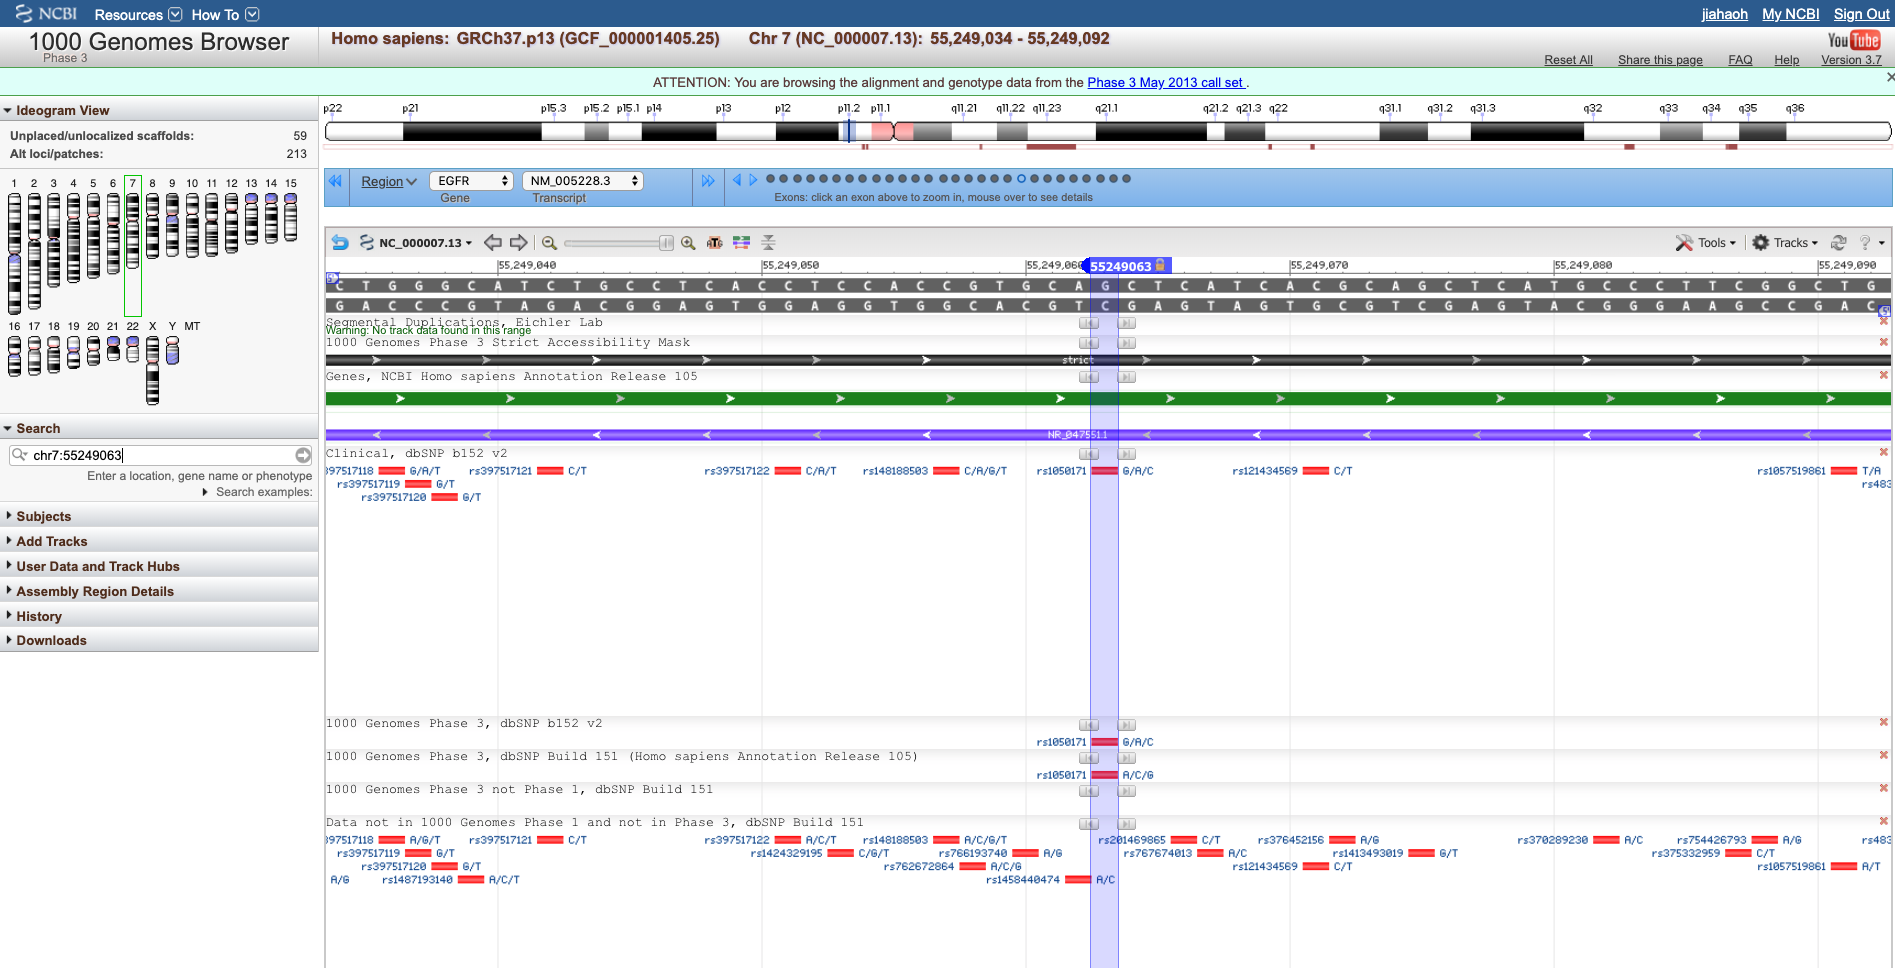 NCBI Resources How To jiahaoh My NCBI Sign Out
1000 Genomes Browser
Phase 3
Homo sapiens: GRCh37.p13 (GCF_000001405.25) Chr 7 (NC_000007.13): 55,249,034 - 55,249,092
YouTube
Reset All Share this page FAQ Help Version 3.7
ATTENTION: You are browsing the alignment and genotype data from the Phase 3 May 2013 call set .
Ideogram View
Unplaced/unlocalized scaffolds: 59
Alt loci/patches: 213
1 2 3 4 5 6 7 8 9 10 11 12 13 14 15
16 17 18 19 20 21 22 X Y MT
Search
chr7:55249063
Enter a location, gene name or phenotype
Search examples:
Subjects
Add Tracks
User Data and Track Hubs
Assembly Region Details
History
Downloads
p22 p21 p15.3 p15.2 p15.1 p14 p13 p12 p11.2 p11.1 q11.21 q11.22 q11.23 q21.1 q21.2 q21.3 q22 q31.1 q31.2 q31.3 q32 q33 q34 q35 q36
Region EGFR NM_005228.3
Gene Transcript Exons: click an exon above to zoom in, mouse over to see details
NC_000007.13 Tools Tracks
55,249,040 55,249,050 55,249,060 55249063 55,249,070 55,249,080 55,249,090
C T G G G C A T C T G C C T C A C C T C C A C C G T G C A G C T C A T C A C G C A G C T C A T G C C C T T C G G C T G
G A C C C G T A G A C G G A G T G G A G G T G G C A C G T C G A G T A G T G C G T C G A G T A C G G G A A G C C G A C
Segmental Duplications, Eichler Lab
Warning: No track data found in this range
1000 Genomes Phase 3 Strict Accessibility Mask
strict
Genes, NCBI Homo sapiens Annotation Release 105
NR_047551.1
Clinical, dbSNP b152 v2
397517118 G/A/T rs397517121 C/T rs397517122 C/A/T rs148188503 C/A/G/T rs1050171 G/A/C rs121434569 C/T rs1057519861 T/A
rs397517119 G/T rs483
rs397517120 G/T
1000 Genomes Phase 3, dbSNP b152 v2
rs1050171 G/A/C
1000 Genomes Phase 3, dbSNP Build 151 (Homo sapiens Annotation Release 105)
rs1050171 A/C/G
1000 Genomes Phase 3 not Phase 1, dbSNP Build 151
Data not in 1000 Genomes Phase 1 and not in Phase 3, dbSNP Build 151
397517118 A/G/T rs397517121 C/T rs397517122 A/C/T rs148188503 A/C/G/T rs201469865 C/T rs376452156 A/G rs370289230 A/C rs754426793 A/G rs483
rs397517119 G/T rs1424329195 C/G/T rs766193740 A/G rs767674013 A/C rs1413493019 G/T rs375332959 C/T
rs397517120 G/T rs762672864 A/C/G rs121434569 C/T rs1057519861 A/T
A/G rs1487193140 A/C/T rs1458440474 A/C